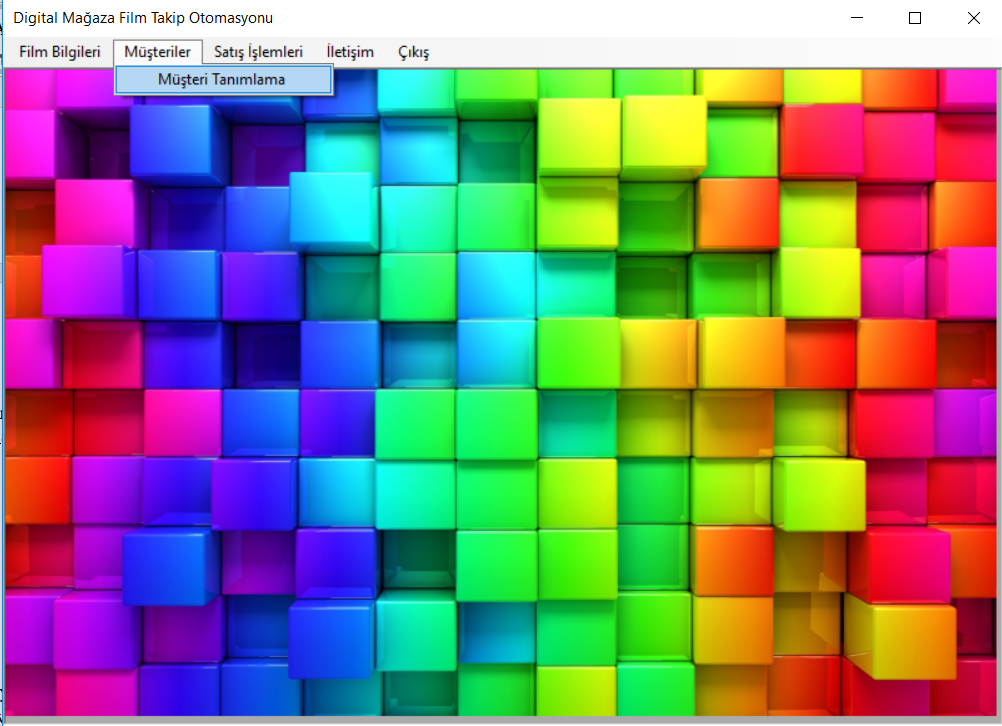 Digital Mağaza Film Takip Otomasyonu
Film Bilgileri Müşteriler Satış İşlemleri İletişim Çıkış
Müşteri Tanımlama